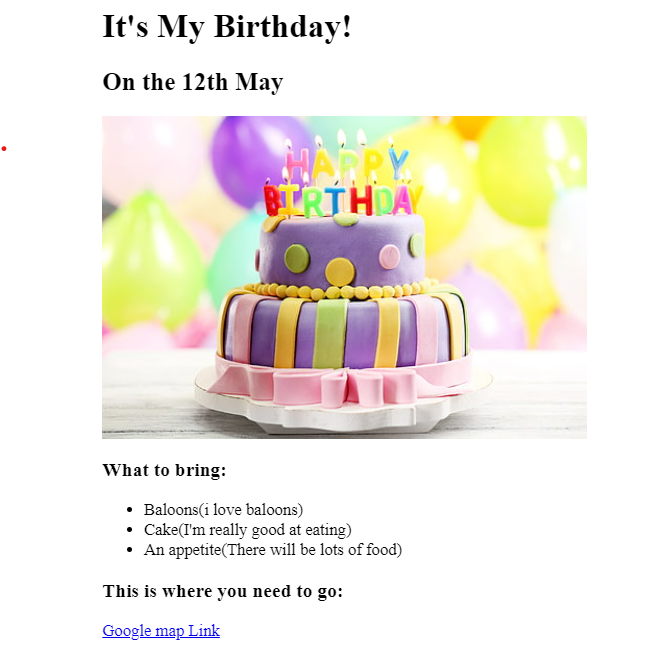 It's My Birthday!
On the 12th May
HAPPY
BIRTHDAY
What to bring:
Baloons(i love baloons)
Cake(I'm really good at eating)
An appetite(There will be lots of food)
This is where you need to go:
Google map Link